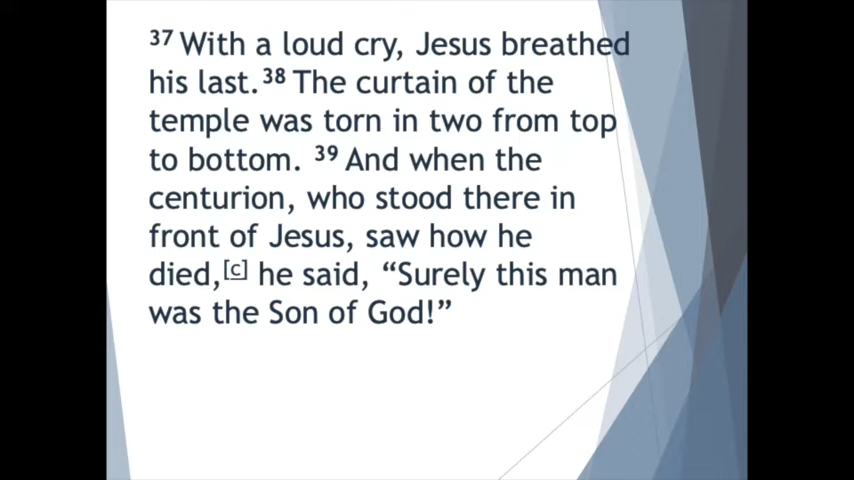 37 With a loud cry, Jesus breathed
his last. 38 The curtain of the
temple was torn in two from top
to bottom. 39 And when the
centurion, who stood there in
front of Jesus, saw how he
died,[c] he said, “Surely this man
was the Son of God!”